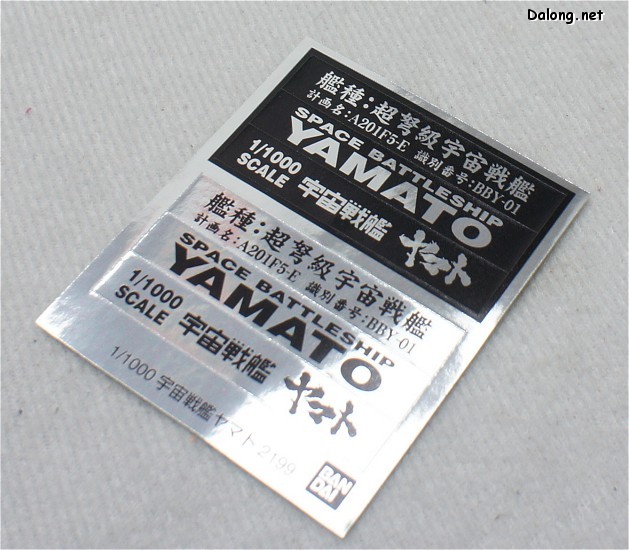 Dalong.net
艦種:超弩級宇宙戦艦
計画名:A201F5-E 識別番号:BBY-01
SPACE BATTLESHIP
YAMATO
1/1000
SCALE
宇宙戦艦 ヤマト
艦種:超弩級宇宙戦艦
計画名:A201F5-E 識別番号:BBY-01
SPACE BATTLESHIP
YAMATO
1/1000
SCALE
宇宙戦艦 ヤマト
1/1000 宇宙戦艦ヤマト2199
BAN
DAI